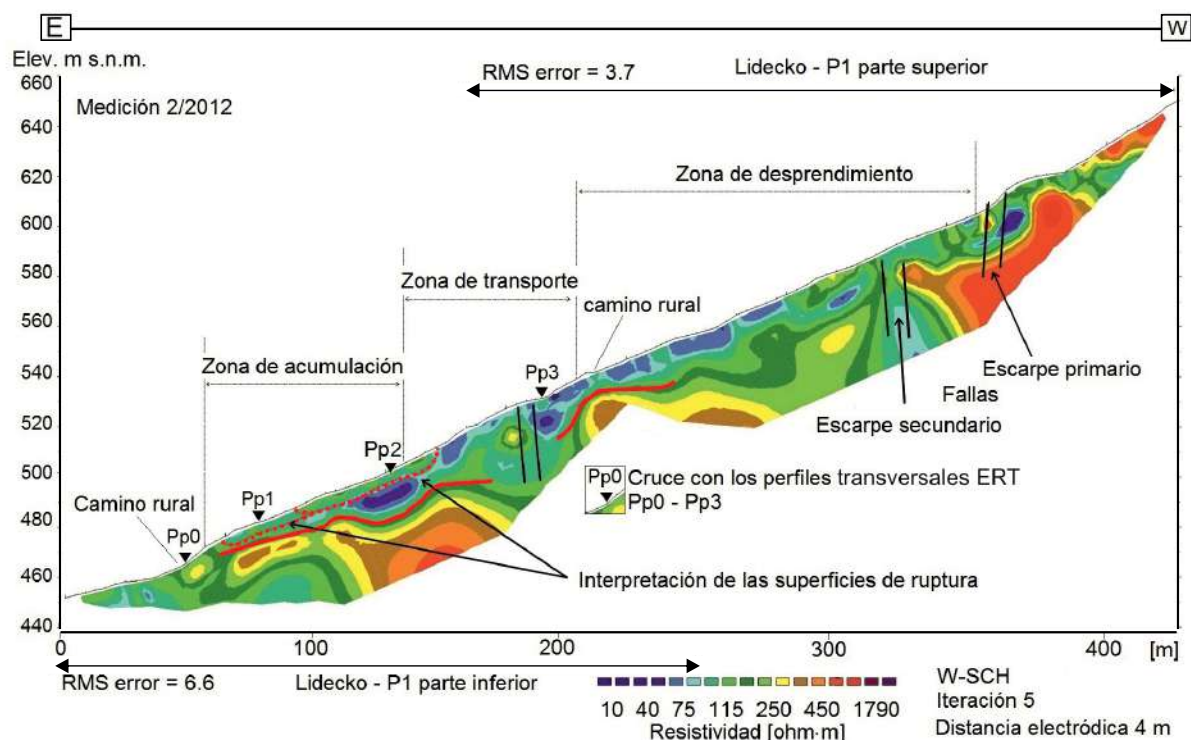 E
W
Elev. m s.n.m.
660
640
620
600
580
560
540
520
500
480
460
440
RMS error = 3.7
Lidecko - P1 parte superior
Medición 2/2012
Zona de desprendimiento
Zona de transporte
camino rural
Zona de acumulación
Pp3
Escarpe primario
Fallas
Escarpe secundario
Pp2
Pp0 Cruce con los perfiles transversales ERT
Pp0 - Pp3
Camino rural
Pp1
Pp0
Interpretación de las superficies de ruptura
0 100 200 300 400 [m]
RMS error = 6.6
Lidecko - P1 parte inferior
10 40 75 115 250 450 1790
Resistividad [ohm·m]
W-SCH
Iteración 5
Distancia electródica 4 m